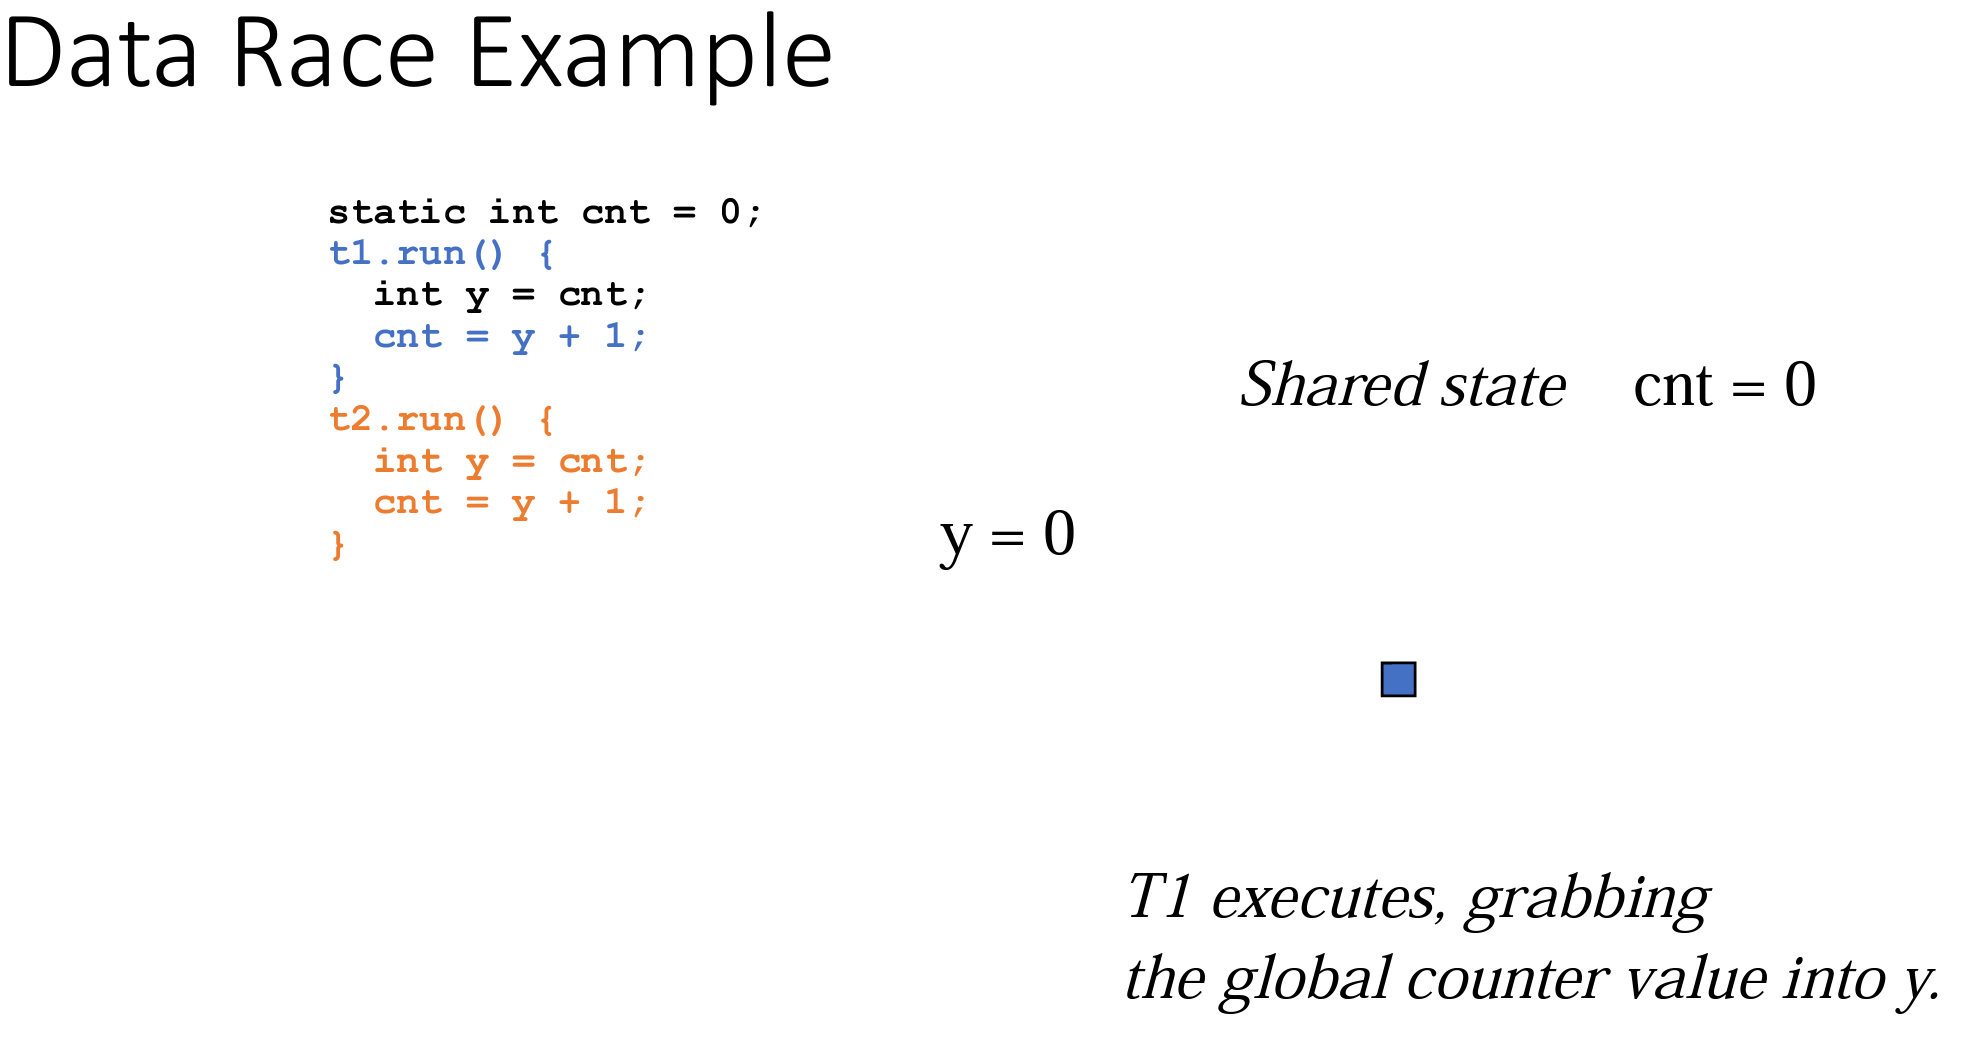 Data Race Example
static int cnt = 0;
t1.run() {
  int y = cnt;
  cnt = y + 1;
}
t2.run() {
  int y = cnt;
  cnt = y + 1;
}
Shared state cnt = 0
y = 0
T1 executes, grabbing
the global counter value into y.